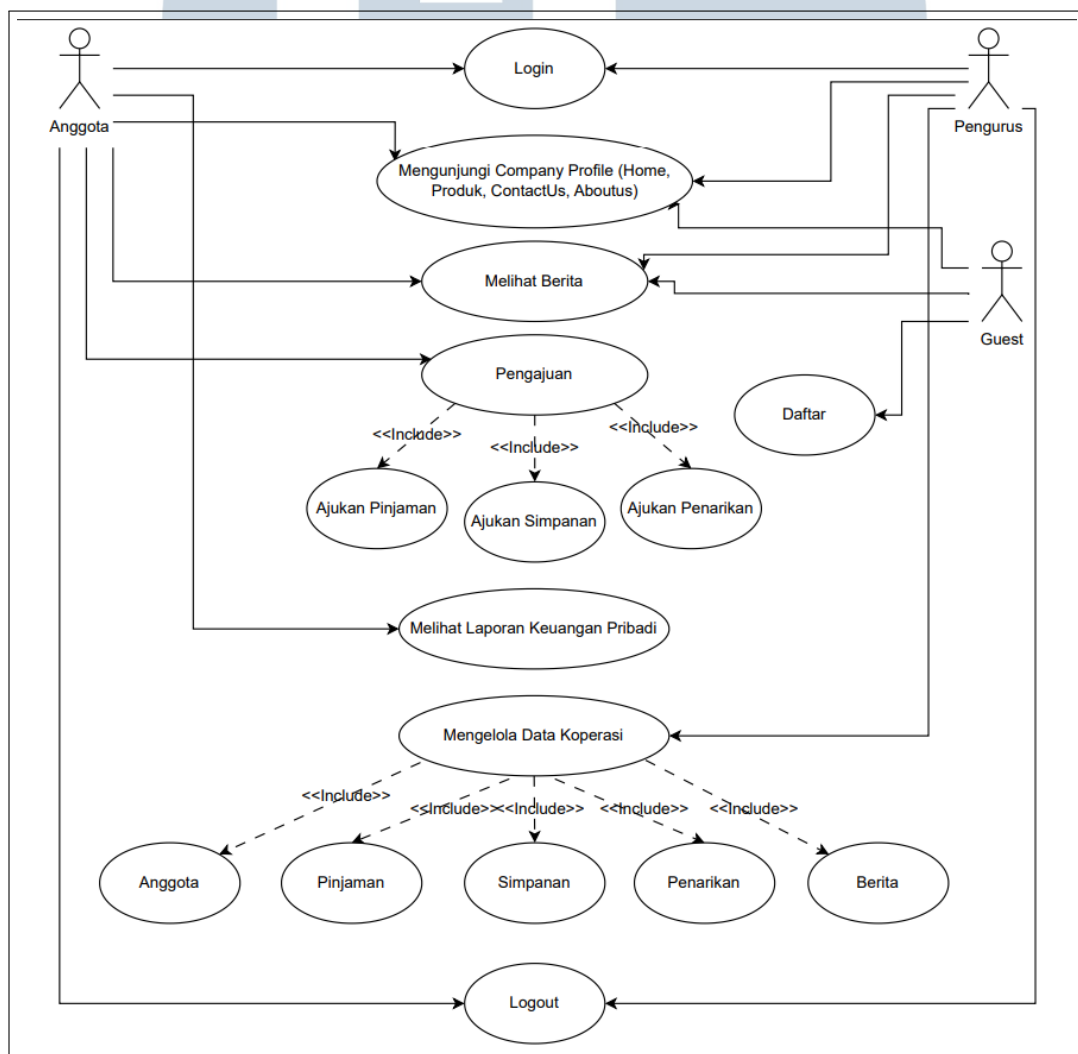 Login
Anggota
Pengurus
Mengunjungi Company Profile (Home,
Produk, ContactUs, Aboutus)
Melihat Berita
Guest
Pengajuan
Daftar
<<Include>>
<<Include>>
<<Include>>
Ajukan Pinjaman
Ajukan Simpanan
Ajukan Penarikan
Melihat Laporan Keuangan Pribadi
Mengelola Data Koperasi
<<Include>>
<<Include>>
<<Include>>
<<Include>>
<<Include>>
Anggota
Pinjaman
Simpanan
Penarikan
Berita
Logout